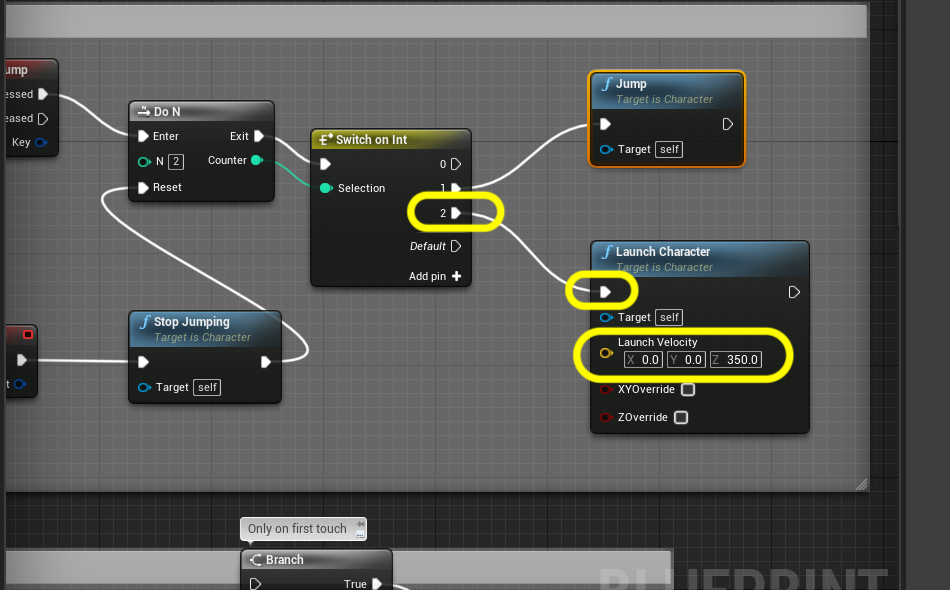 ump
essed
eased
Key
Do N
Enter
Exit
N 2
Counter
Reset
Switch on Int
0
Selection
1
2
Default
Add pin
f Jump
Target is Character
Target self
f Launch Character
Target is Character
Target self
Launch Velocity
X 0.0 Y 0.0 Z 350.0
XYOverride
ZOverride
f Stop Jumping
Target is Character
Target self
t
Only on first touch
Branch
True
BLUEPRINT